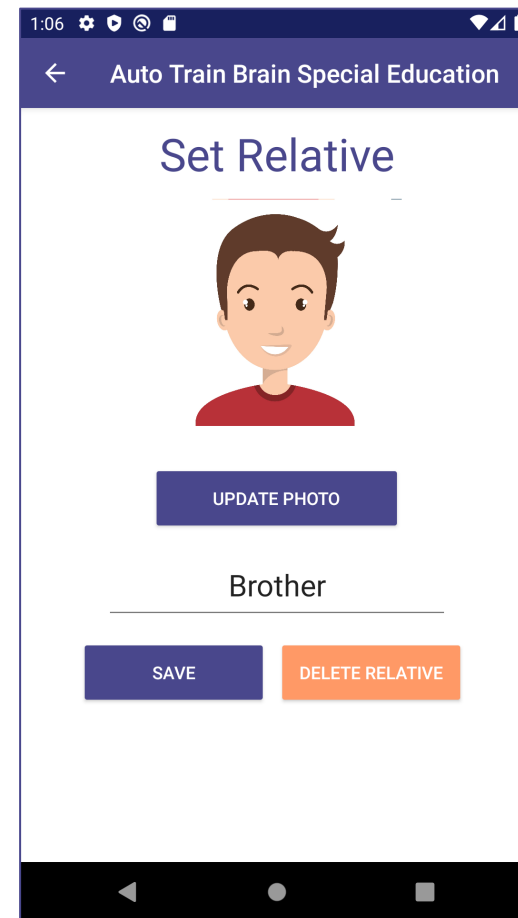 1:06
Auto Train Brain Special Education
Set Relative
UPDATE PHOTO
Brother
SAVE
DELETE RELATIVE